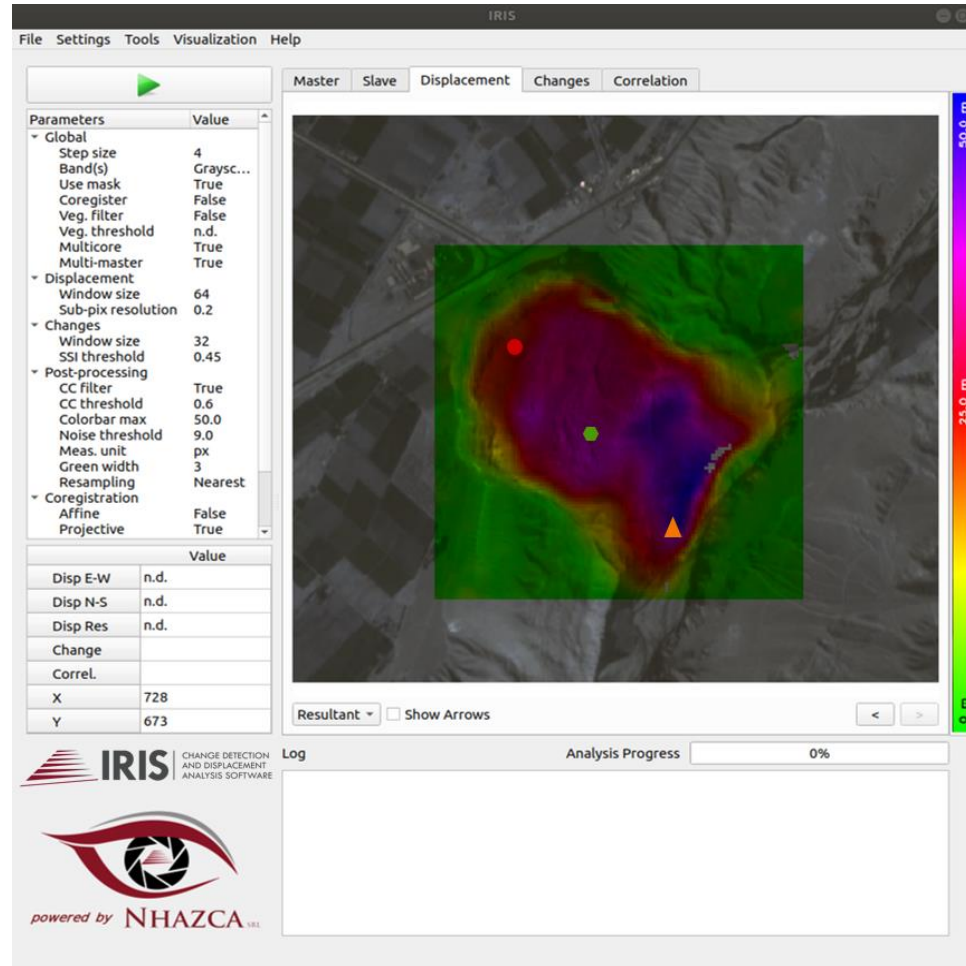 IRIS
File Settings Tools Visualization Help
Master Slave Displacement Changes Correlation
Parameters Value
Global
Step size 4
Band(s) Graysc...
Use mask True
Coregister False
Veg. filter False
Veg. threshold n.d.
Multicore True
Multi-master True
Displacement
Window size 64
Sub-pix resolution 0.2
Changes
Window size 32
SSI threshold 0.45
Post-processing
CC filter True
CC threshold 0.6
Colorbar max 50.0
Noise threshold 9.0
Meas. unit px
Green width 3
Resampling Nearest
Coregistration
Affine False
Projective True
Value
Disp E-W n.d.
Disp N-S n.d.
Disp Res n.d.
Change
Correl.
X 728
Y 673
50.0 m
25.0 m
Resultant Show Arrows < >
IRIS CHANGE DETECTION
AND DISPLACEMENT
ANALYSIS SOFTWARE
Log Analysis Progress 0%
powered by NHAZCA S.R.L.